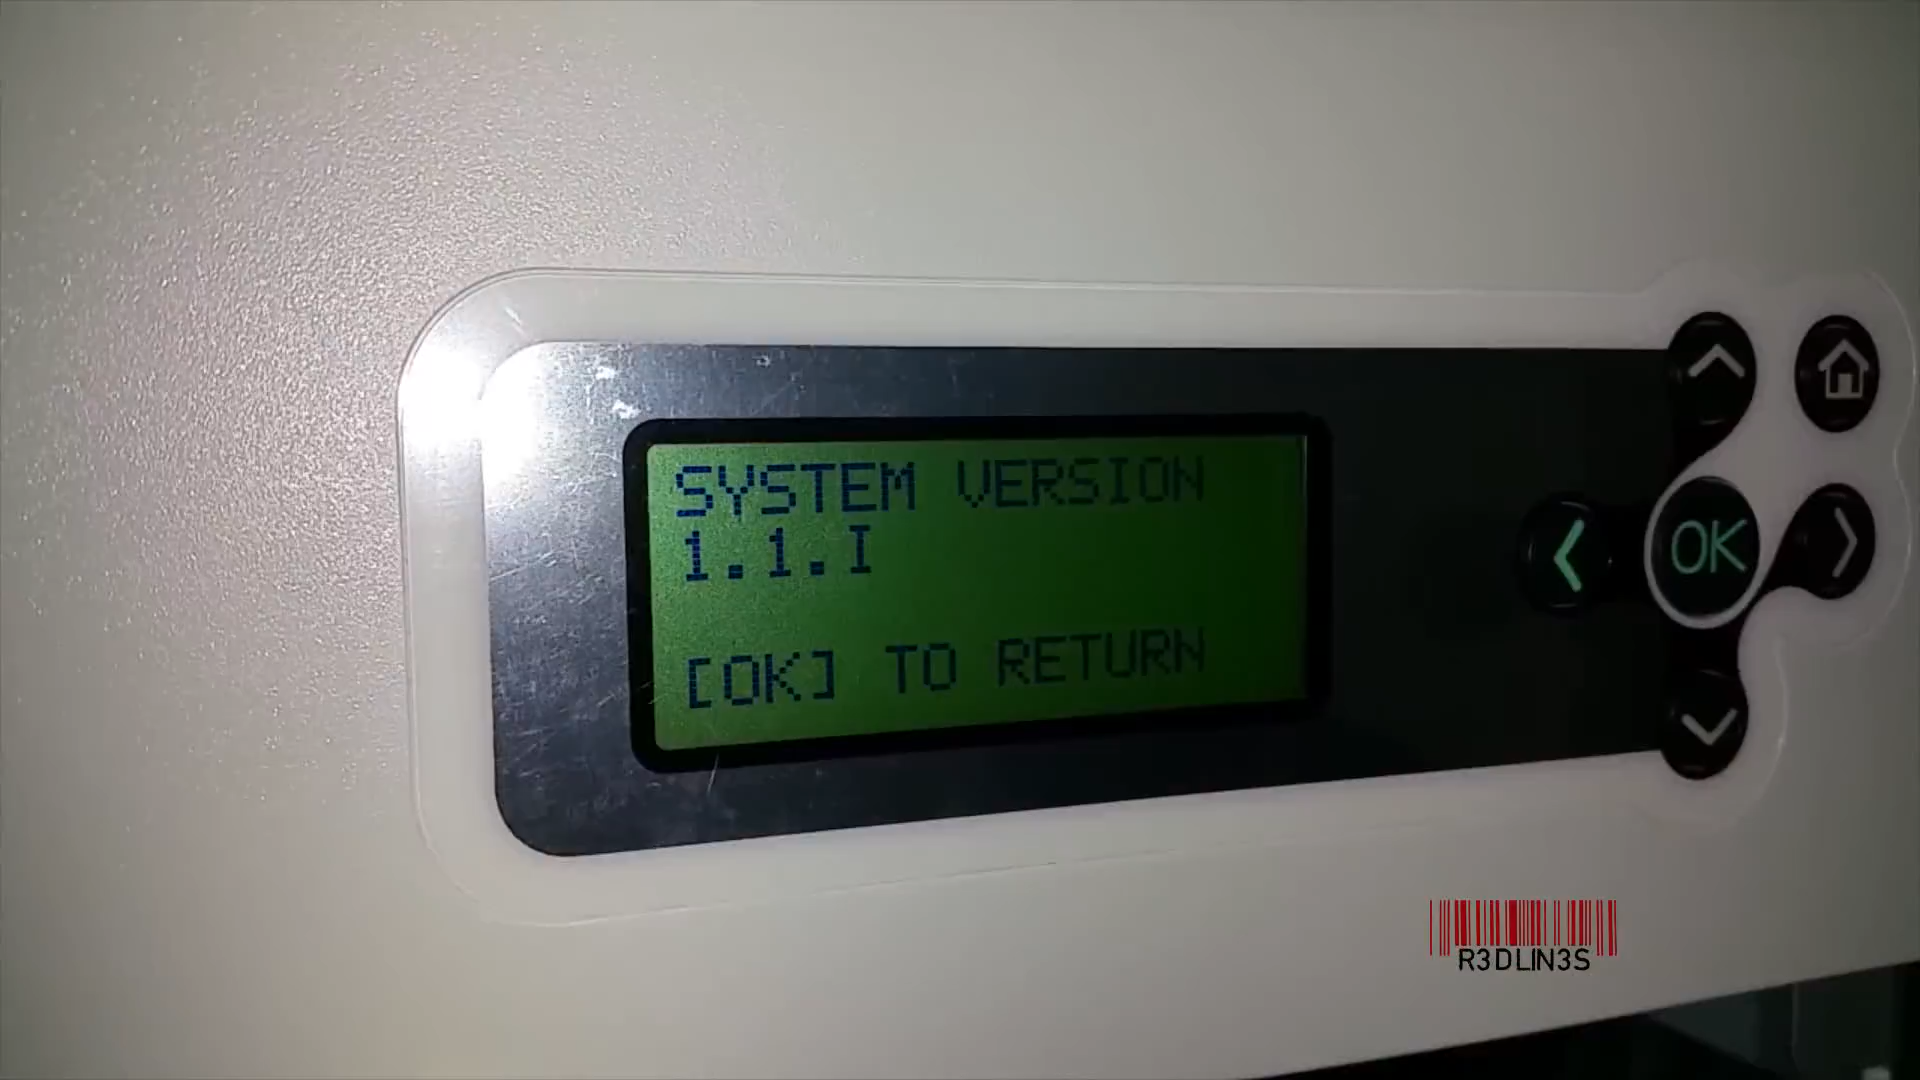 SYSTEM VERSION
1.1.I
[OK] TO RETURN
OK
R3DLIN3S